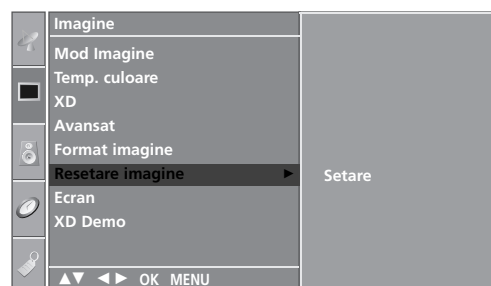 Imagine
Mod Imagine
Temp. culoare
XD
Avansat
Format imagine
Resetare imagine ►
Setare
Ecran
XD Demo
▲▼ ◄► OK MENU